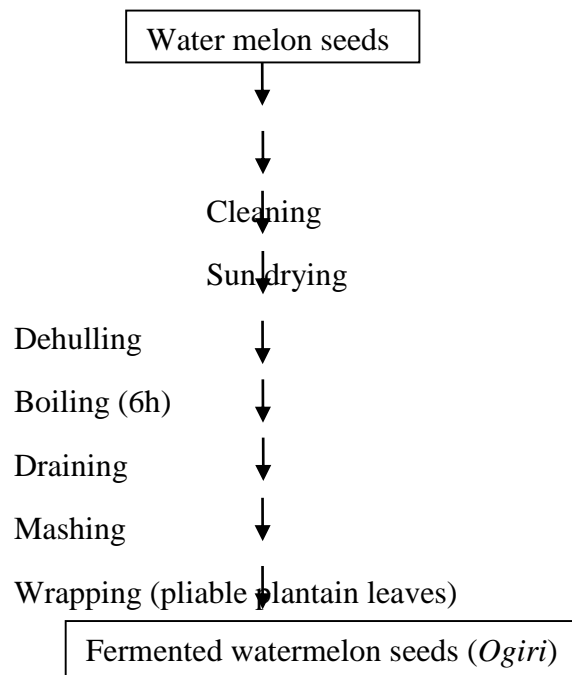 Water melon seeds
Cleaning
Sun drying
Dehulling
Boiling (6h)
Draining
Mashing
Wrapping (pliable plantain leaves)
Fermented watermelon seeds (Ogiri)